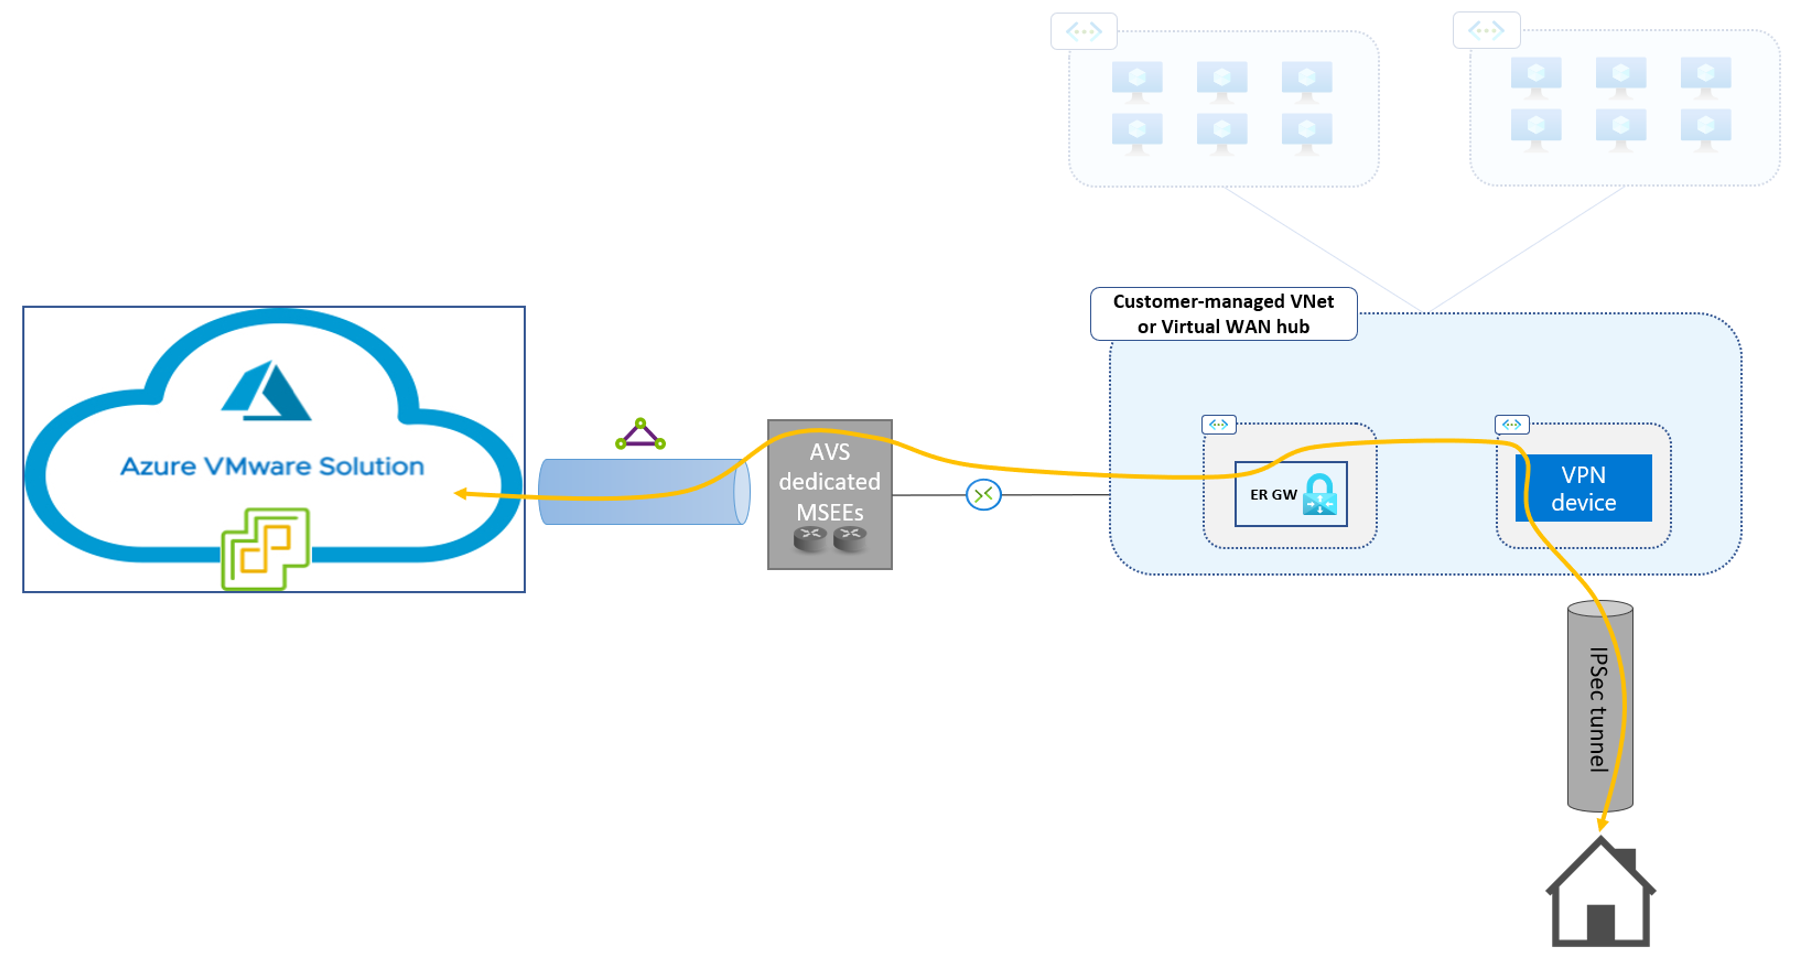 Customer-managed VNet
or Virtual WAN hub
Azure VMware Solution
AVS
dedicated
MSEEs
ER GW
VPN
device
IPSec tunnel